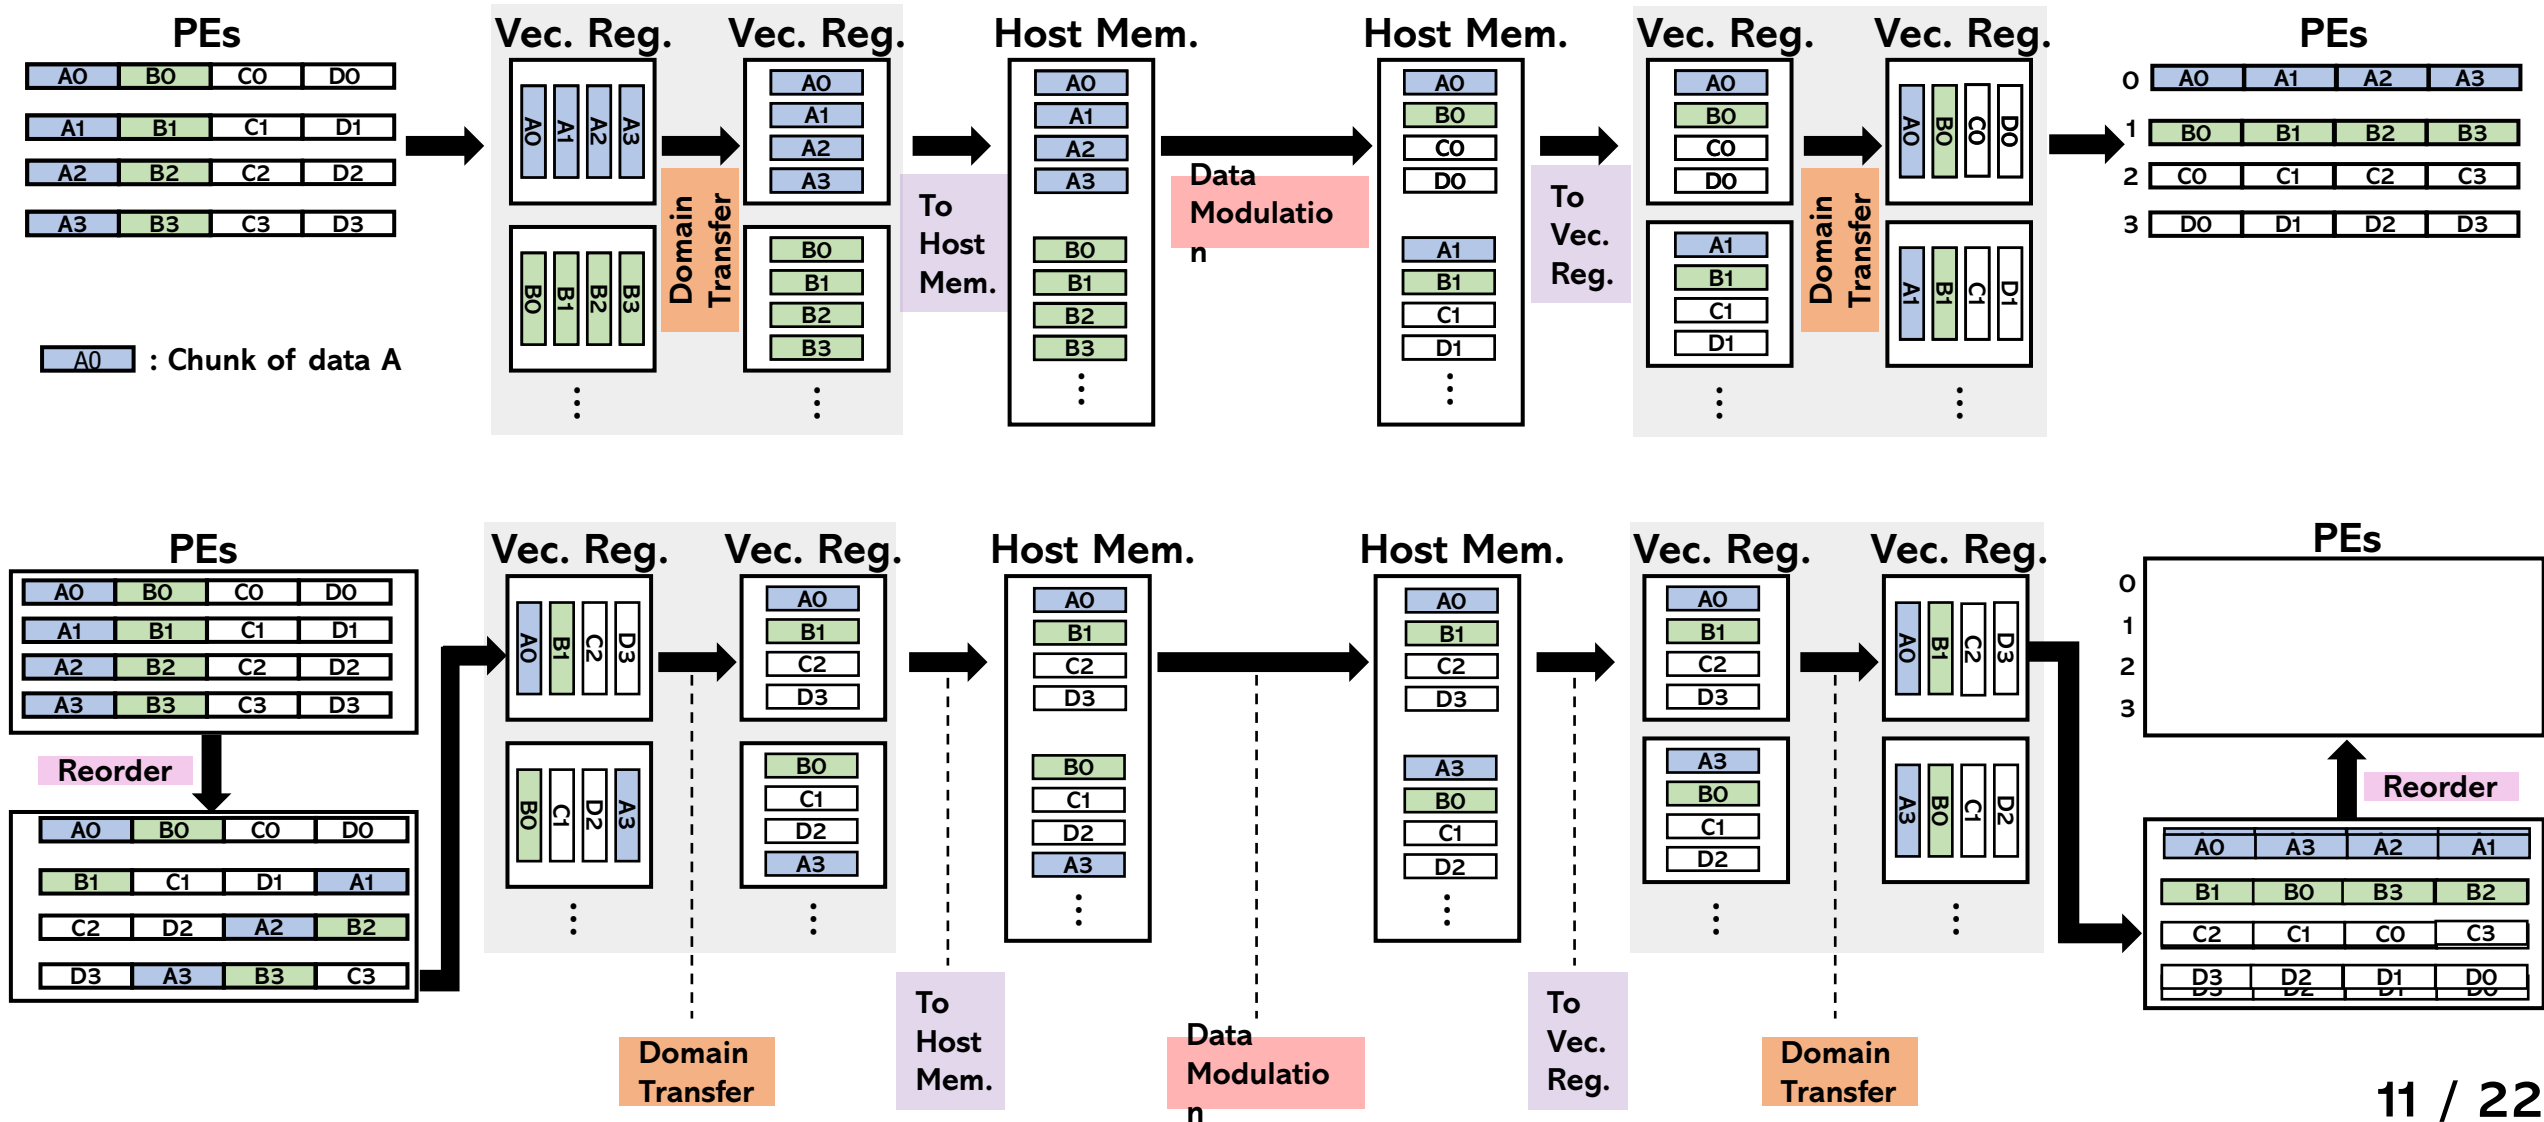 PEs
Vec. Reg.
Vec. Reg.
Host Mem.
Host Mem.
Vec. Reg.
Vec. Reg.
PEs
A0 B0 C0 D0
A1 B1 C1 D1
A2 B2 C2 D2
A3 B3 C3 D3
A0 : Chunk of data A
A0 A1 A2 A3
B0 B1 B2 B3
⋮
Domain
Transfer
A0
A1
A2
A3
B0
B1
B2
B3
⋮
To
Host
Mem.
A0
A1
A2
A3
B0
B1
B2
B3
⋮
Data
Modulatio
n
A0
B0
C0
D0
A1
B1
C1
D1
⋮
To
Vec.
Reg.
A0
B0
C0
D0
A1
B1
C1
D1
⋮
Domain
Transfer
A0 B0 C0 D0
A1 B1 C1 D1
⋮
0 A0 A1 A2 A3
1 B0 B1 B2 B3
2 C0 C1 C2 C3
3 D0 D1 D2 D3
PEs
Vec. Reg.
Vec. Reg.
Host Mem.
Host Mem.
Vec. Reg.
Vec. Reg.
PEs
A0 B0 C0 D0
A1 B1 C1 D1
A2 B2 C2 D2
A3 B3 C3 D3
Reorder
A0 B0 C0 D0
B1 C1 D1 A1
C2 D2 A2 B2
D3 A3 B3 C3
A0 B1 C2 D3
B0 C1 D2 A3
⋮
Domain
Transfer
A0
B1
C2
D3
B0
C1
D2
A3
⋮
To
Host
Mem.
A0
B1
C2
D3
B0
C1
D2
A3
⋮
Data
Modulatio
n
A0
B1
C2
D3
A3
B0
C1
D2
⋮
To
Vec.
Reg.
A0
B1
C2
D3
A3
B0
C1
D2
⋮
Domain
Transfer
A0 B1 C2 D3
A3 B0 C1 D2
⋮
0
1
2
3
Reorder
A0 A3 A2 A1
B1 B0 B3 B2
C2 C1 C0 C3
D3 D2 D1 D0
D3 D2 D1 D0
11 / 22